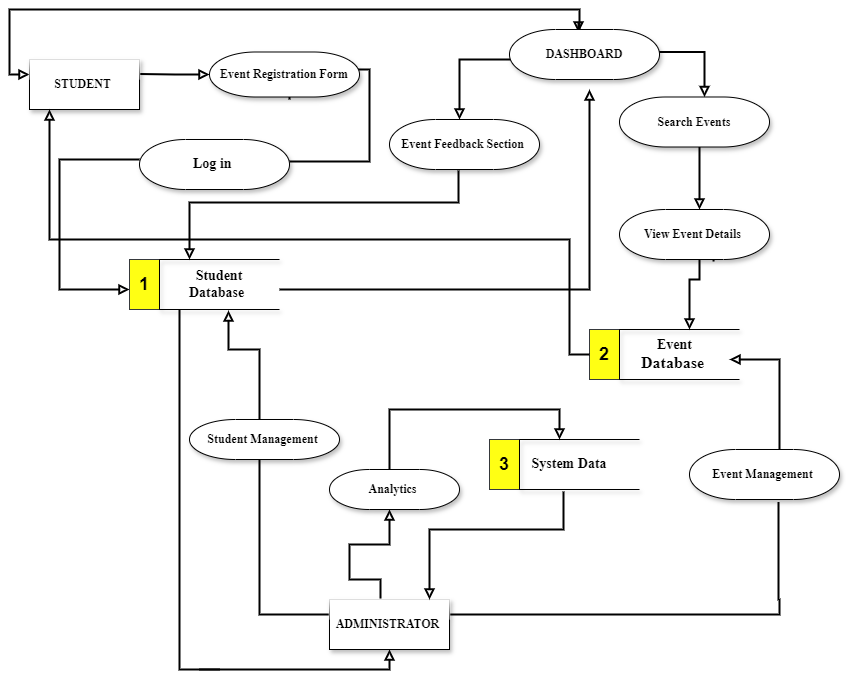 DASHBOARD
STUDENT
Event Registration Form
Search Events
Event Feedback Section
Log in
View Event Details
1
Student
Database
2
Event
Database
Student Management
Analytics
3
System Data
Event Management
ADMINISTRATOR